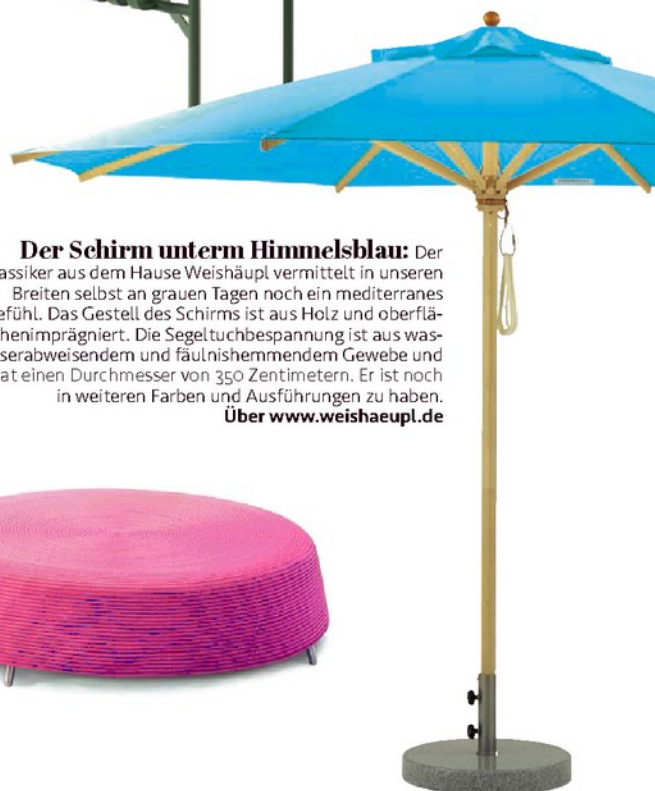 Der Schirm unterm Himmelsblau: Der
assiker aus dem Hause Weishäupl vermittelt in unseren
Breiten selbst an grauen Tagen noch ein mediterranes
efühl. Das Gestell des Schirms ist aus Holz und oberflä-
henimprägniert. Die Segeltuchbespannung ist aus was-
serabweisendem und fäulnishemmendem Gewebe und
at einen Durchmesser von 350 Zentimetern. Er ist noch
in weiteren Farben und Ausführungen zu haben.
Über www.weishaeupl.de